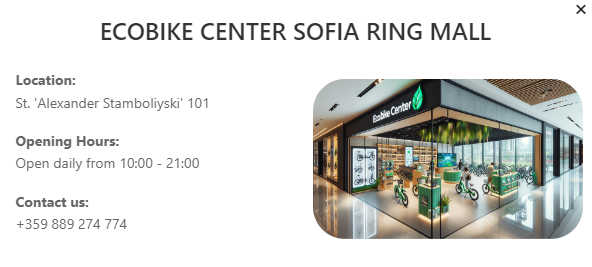 ECOBIKE CENTER SOFIA RING MALL
Location:
St. 'Alexander Stamboliyski' 101
Opening Hours:
Open daily from 10:00 - 21:00
Contact us:
+359 889 274 774
Ecobike Center